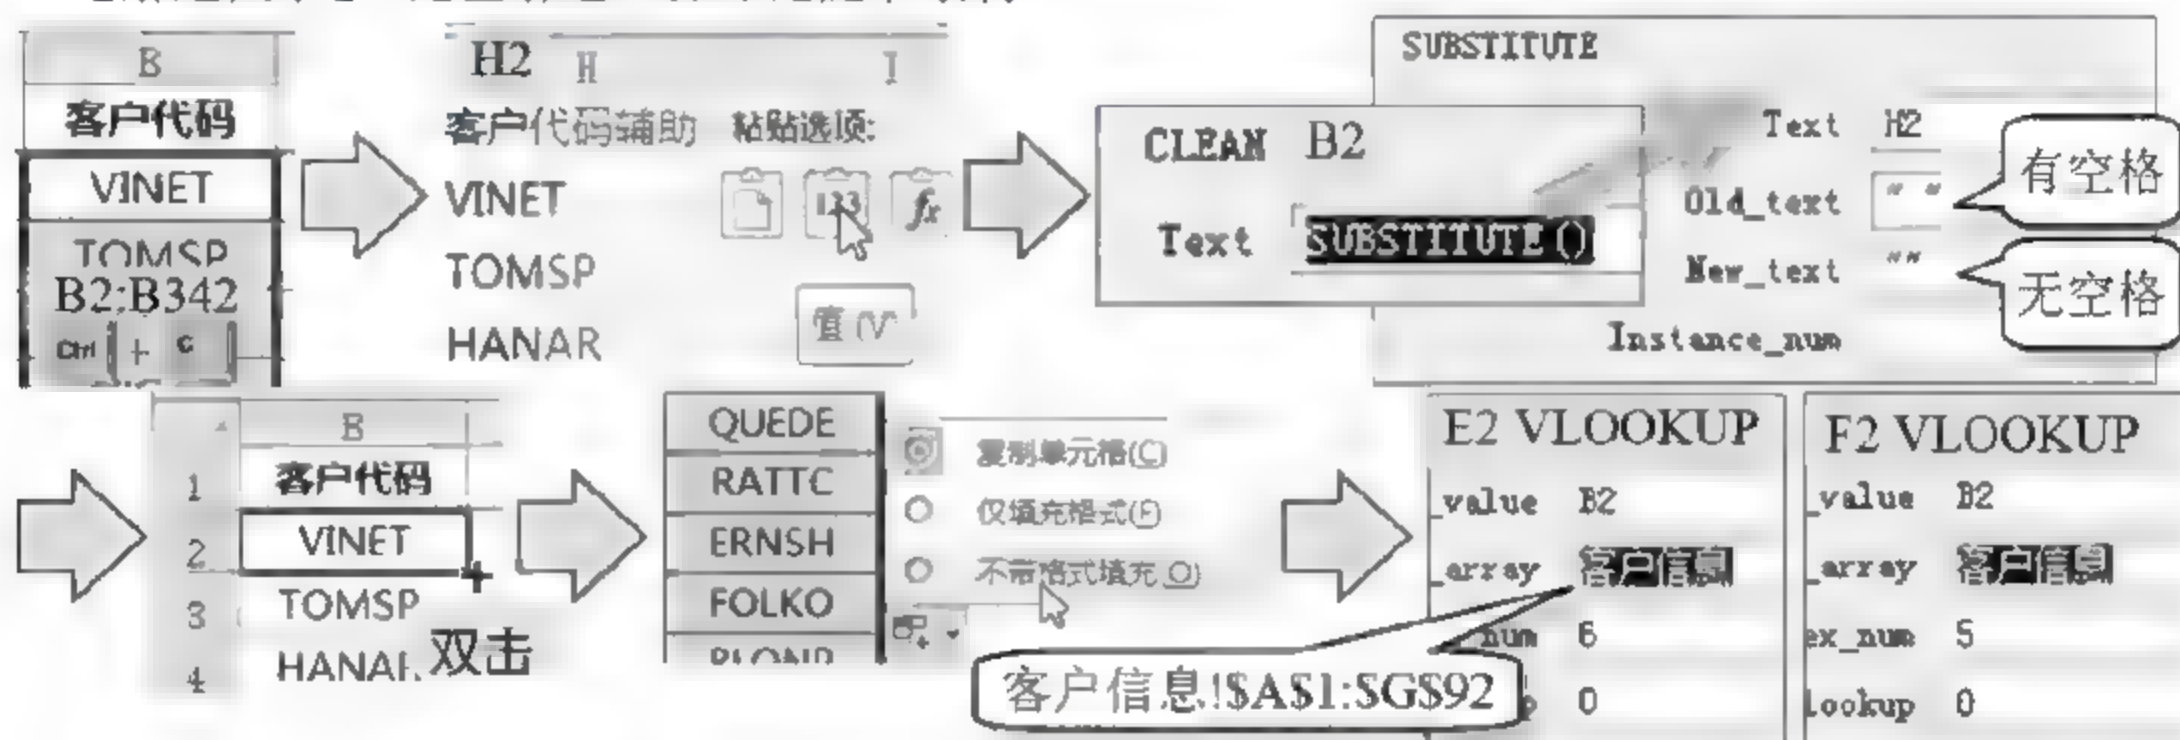 B
客户代码
VINET
TOMSP
B2:B342
Ctrl + C
H2 H I
客户代码辅助 粘贴选项:
VINET
123 fx
TOMSP
HANAR
值(V
SUBSTITUTE
CLEAN B2
Text SUBSTITUTE()
Text H2
Old_text " "
有空格
New_text ""
无空格
Instance_num
B
1 客户代码
2 VINET
3 TOMSP
4 HANAR
双击
QUEDE
RATTC
ERNSH
FOLKO
复制单元格(C)
仅填充格式(F)
不带格式填充(O)
E2 VLOOKUP
_value B2
_array 客户信息
_num 6
p 0
客户信息!$A$1:$G$92
F2 VLOOKUP
_value B2
_array 客户信息
ex_num 5
lookup 0